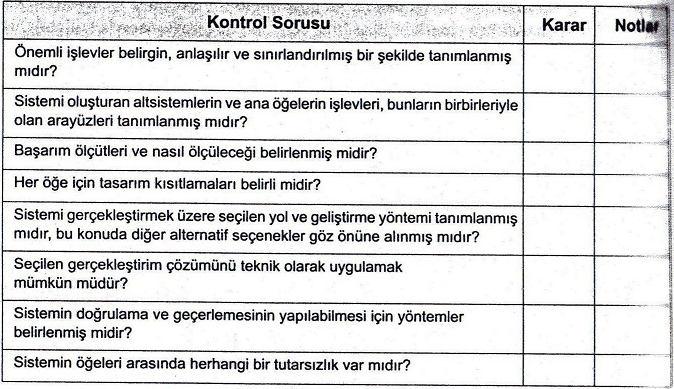 Kontrol Sorusu Karar Notlar
Önemli işlevler belirgin, anlaşılır ve sınırlandırılmış bir şekilde tanımlanmış
mıdır?
Sistemi oluşturan altsistemlerin ve ana öğelerin işlevleri, bunların birbirleriyle
olan arayüzleri tanımlanmış mıdır?
Başarım ölçütleri ve nasıl ölçüleceği belirlenmiş midir?
Her öğe için tasarım kısıtlamaları belirli midir?
Sistemi gerçekleştirmek üzere seçilen yol ve geliştirme yöntemi tanımlanmış
mıdır, bu konuda diğer alternatif seçenekler göz önüne alınmış mıdır?
Seçilen gerçekleştirim çözümünü teknik olarak uygulamak
mümkün müdür?
Sistemin doğrulama ve geçerlemesinin yapılabilmesi için yöntemler
belirlenmiş midir?
Sistemin öğeleri arasında herhangi bir tutarsızlık var mıdır?